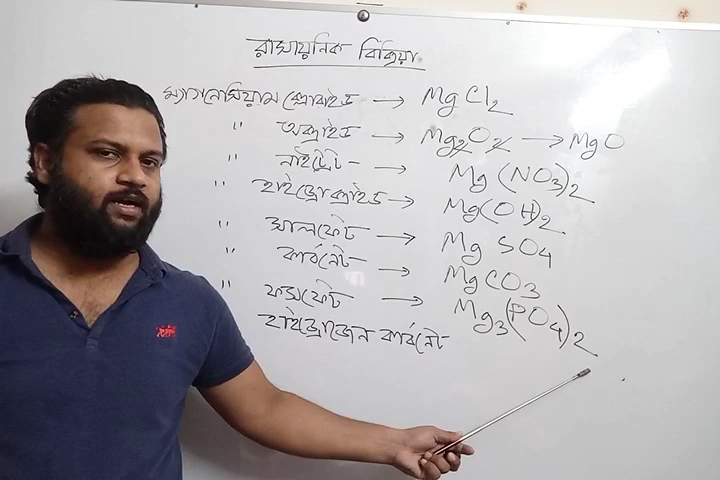 রাসায়নিক বিক্রিয়া
ম্যাগনেসিয়াম ক্লোরাইড → MgCl₂
" অক্সাইড → Mg₂O₂ → MgO
" নাইট্রেট → Mg(NO₃)₂
" হাইড্রোক্সাইড → Mg(OH)₂
" সালফেট → MgSO₄
" কার্বনেট → MgCO₃
" ফসফেট → Mg₃(PO₄)₂
হাইড্রোজেন কার্বনেট